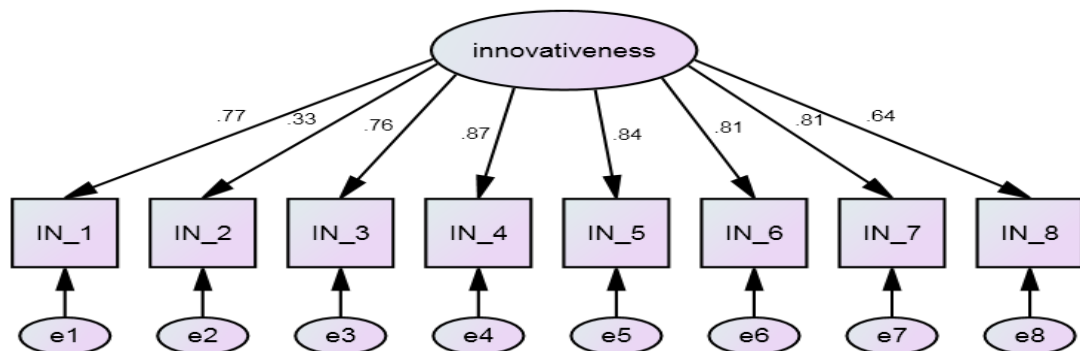 innovativeness
.77 .33 .76 .87 .84 .81 .81 .64
IN_1 IN_2 IN_3 IN_4 IN_5 IN_6 IN_7 IN_8
e1 e2 e3 e4 e5 e6 e7 e8